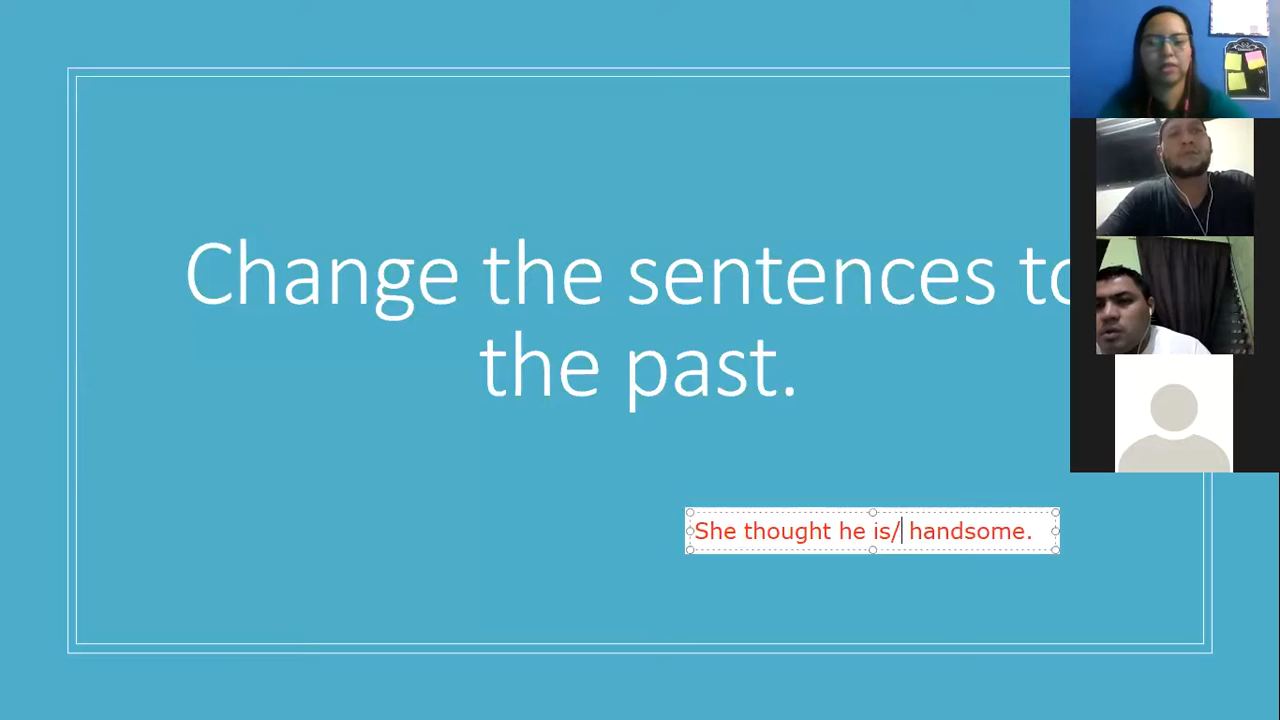 Change the sentences to
the past.
She thought he is/ handsome.